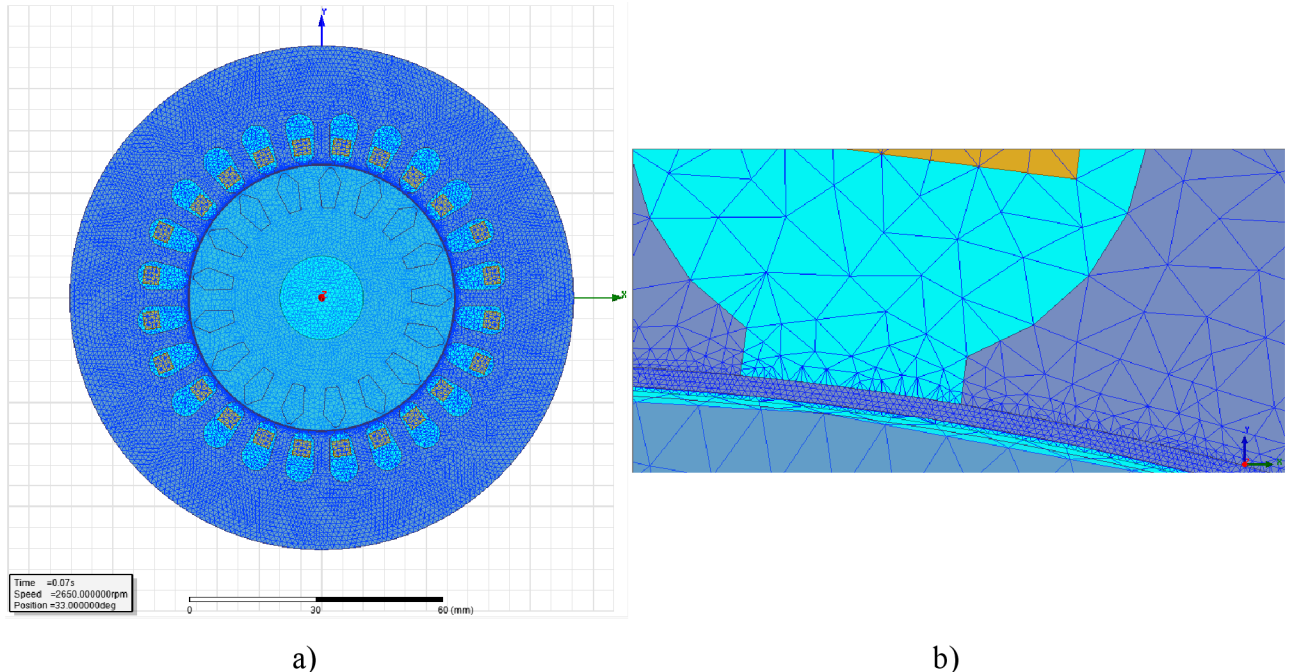 Y
X
Time =0.07s
Speed =2650.000000rpm
Position =33.000000deg
0
30
60 (mm)
Y
a)
b)